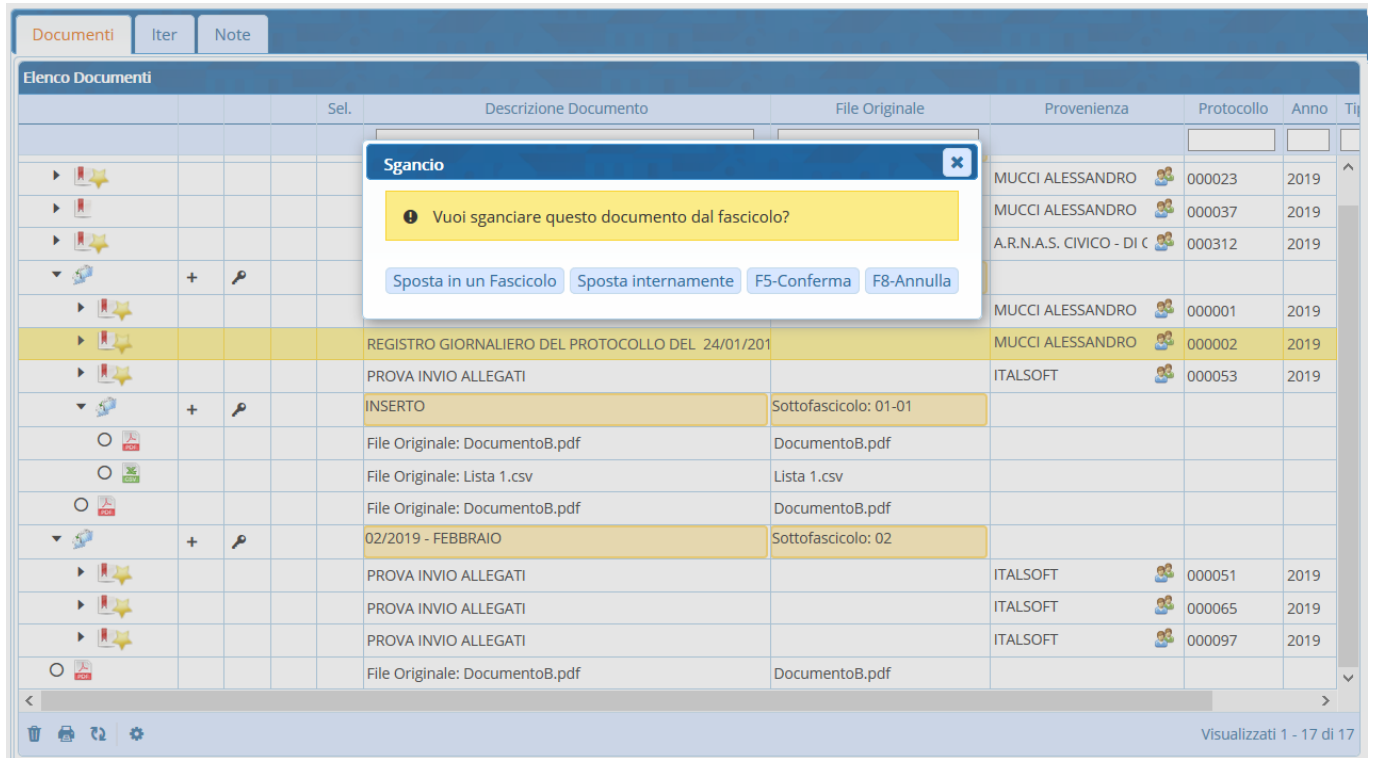 Documenti Iter Note
Elenco Documenti
Sel. Descrizione Documento File Originale Provenienza Protocollo Anno
Sgancio
MUCCI ALESSANDRO 000023 2019
Vuoi sganciare questo documento dal fascicolo?
MUCCI ALESSANDRO 000037 2019
A.R.N.A.S. CIVICO - DI C 000312 2019
+
Sposta in un Fascicolo Sposta internamente F5-Conferma F8-Annulla
MUCCI ALESSANDRO 000001 2019
REGISTRO GIORNALIERO DEL PROTOCOLLO DEL 24/01/201 MUCCI ALESSANDRO 000002 2019
PROVA INVIO ALLEGATI ITALSOFT 000053 2019
+ INSERTO Sottofascicolo: 01-01
File Originale: DocumentoB.pdf DocumentoB.pdf
File Originale: Lista 1.csv Lista 1.csv
File Originale: DocumentoB.pdf DocumentoB.pdf
+ 02/2019 - FEBBRAIO Sottofascicolo: 02
PROVA INVIO ALLEGATI ITALSOFT 000051 2019
PROVA INVIO ALLEGATI ITALSOFT 000065 2019
PROVA INVIO ALLEGATI ITALSOFT 000097 2019
File Originale: DocumentoB.pdf DocumentoB.pdf
Visualizzati 1 - 17 di 17